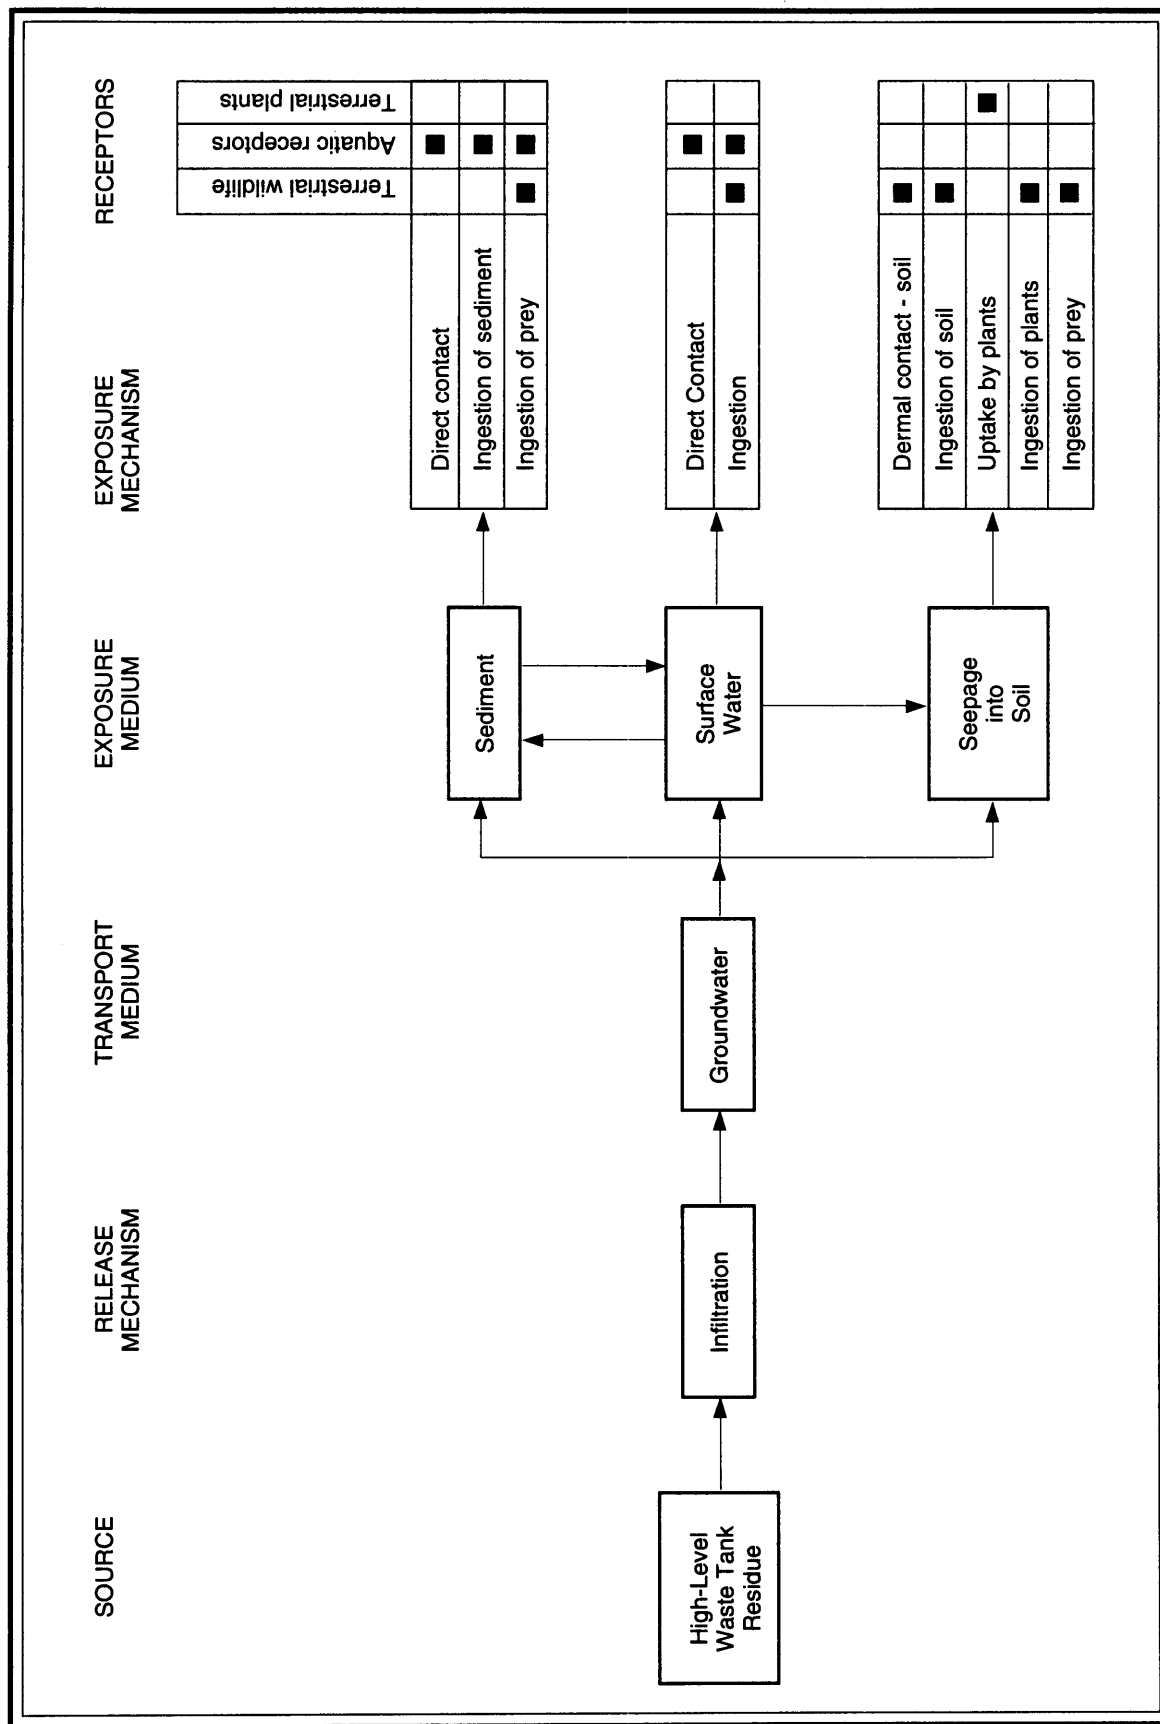 SOURCE
RELEASE
MECHANISM
TRANSPORT
MEDIUM
EXPOSURE
MEDIUM
EXPOSURE
MECHANISM
RECEPTORS
Terrestrial wildlife
Aquatic receptors
Terrestrial plants
High-Level
Waste Tank
Residue
Infiltration
Groundwater
Sediment
Surface
Water
Seepage
into
Soil
Direct contact
Ingestion of sediment
Ingestion of prey
Direct Contact
Ingestion
Dermal contact - soil
Ingestion of soil
Uptake by plants
Ingestion of plants
Ingestion of prey